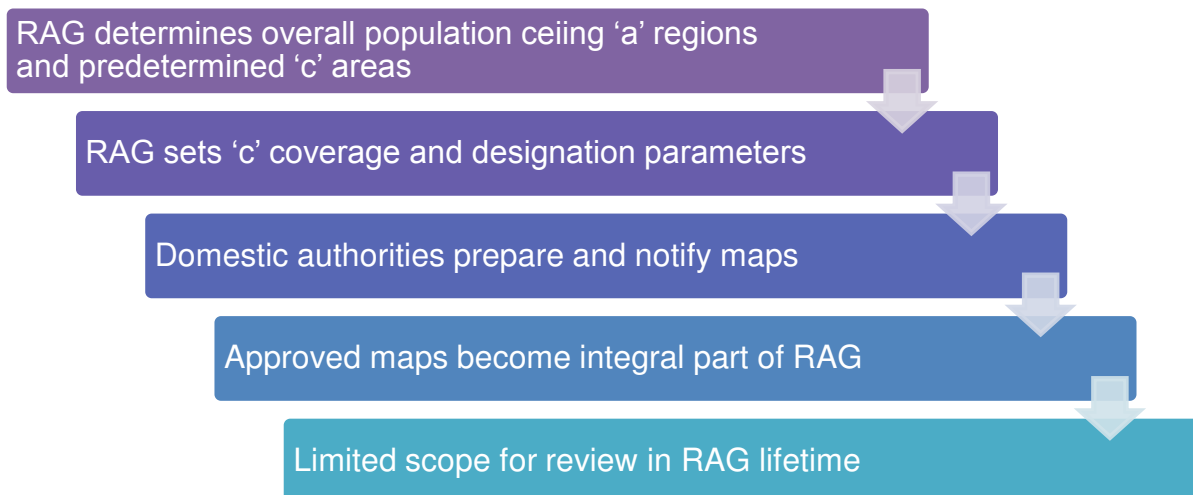 RAG determines overall population ceiing ‘a’ regions
and predetermined ‘c’ areas
RAG sets ‘c’ coverage and designation parameters
Domestic authorities prepare and notify maps
Approved maps become integral part of RAG
Limited scope for review in RAG lifetime